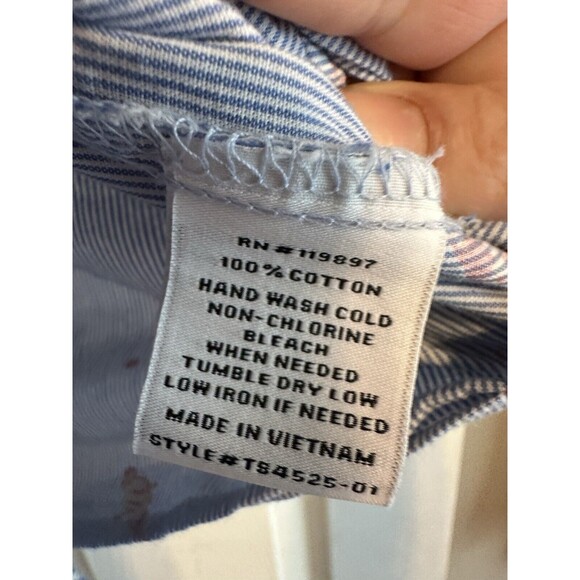 RN # 119897
100% COTTON
HAND WASH COLD
NON-CHLORINE
BLEACH
WHEN NEEDED
TUMBLE DRY LOW
LOW IRON IF NEEDED
MADE IN VIETNAM
STYLE#TS4525-01